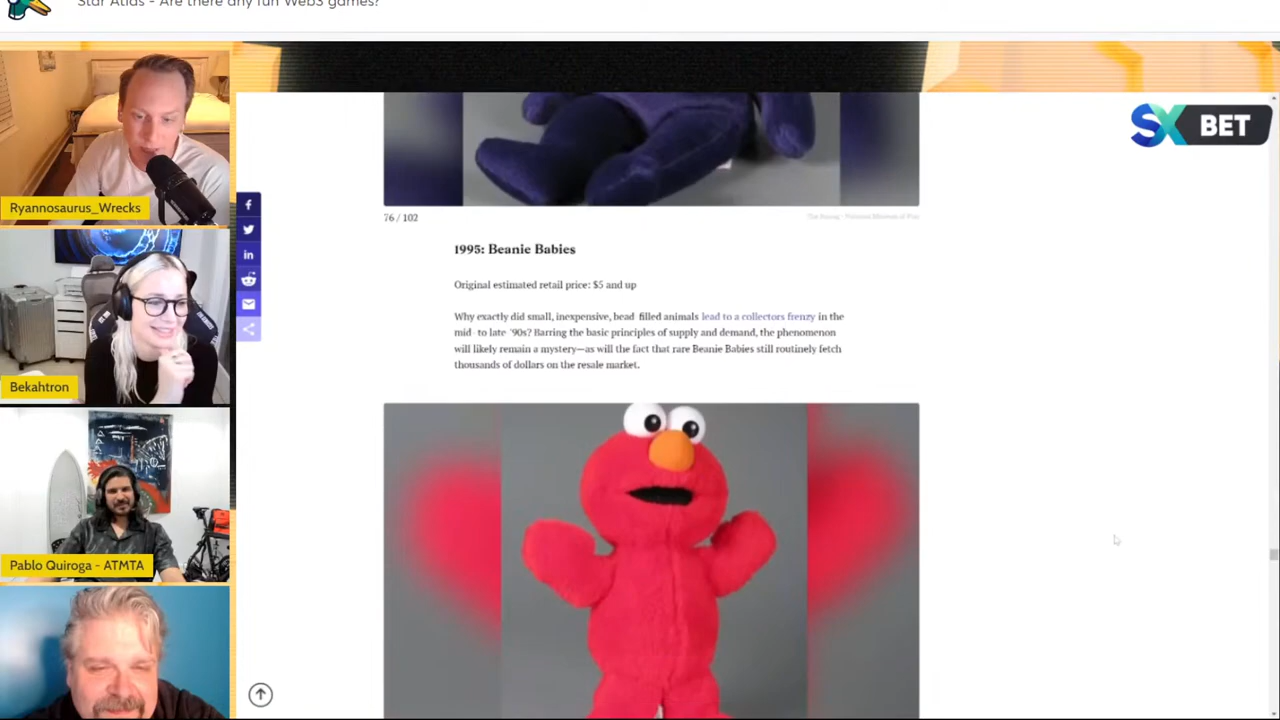 Star Atlas - Are there any fun Web3 games?
SX BET
Ryannosaurus_Wrecks
Bekahtron
Pablo Quiroga - ATMTA
76 / 102
1995: Beanie Babies
Original estimated retail price: $5 and up
Why exactly did small, inexpensive, bead-filled animals lead to a collectors frenzy in the
mid- to late-'90s? Barring the basic principles of supply and demand, the phenomenon
will likely remain a mystery—as will the fact that rare Beanie Babies still routinely fetch
thousands of dollars on the resale market.